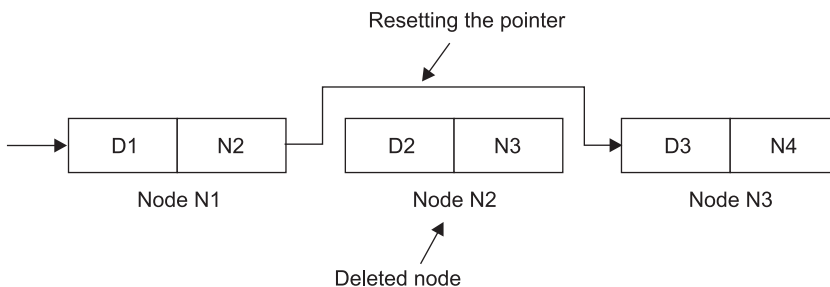 Resetting the pointer
D1 N2 D2 N3 D3 N4
Node N1 Node N2 Node N3
Deleted node